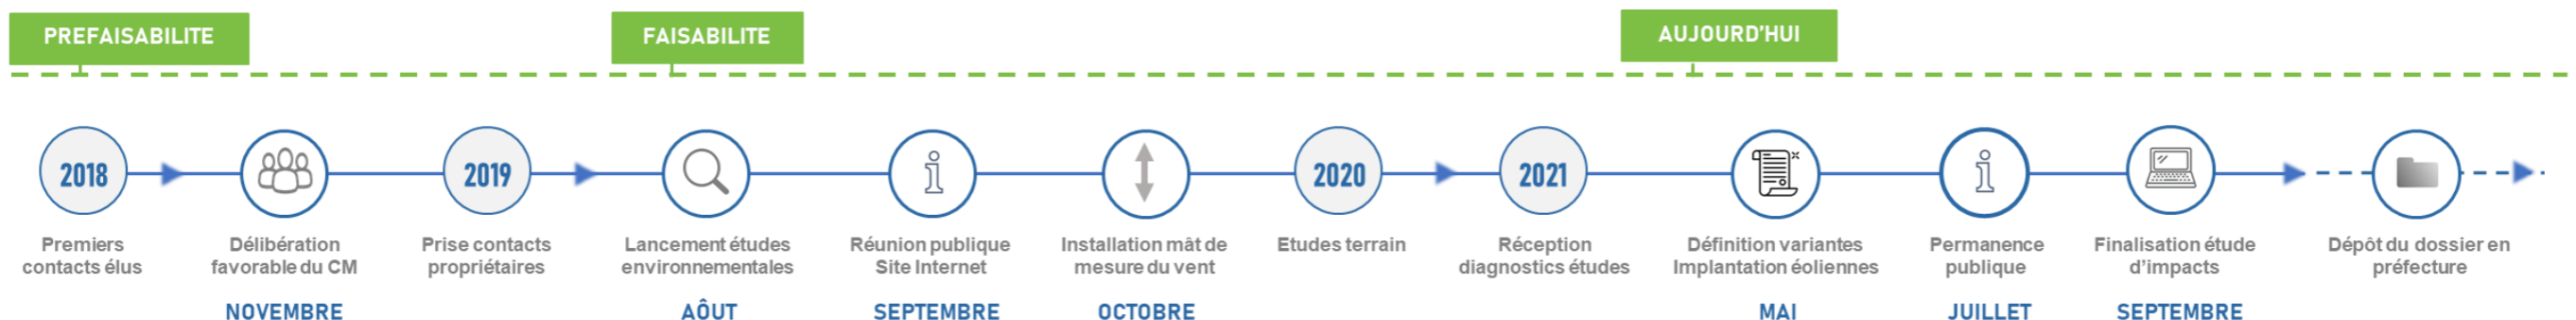 PREFAISABILITE
FAISABILITE
AUJOURD'HUI
2018
Premiers
contacts élus
Délibération
favorable du CM
NOVEMBRE
2019
Prise contacts
propriétaires
Lancement études
environnementales
AÔUT
Réunion publique
Site Internet
SEPTEMBRE
Installation mât de
mesure du vent
OCTOBRE
2020
Etudes terrain
2021
Réception
diagnostics études
Définition variantes
Implantation éoliennes
MAI
Permanence
publique
JUILLET
Finalisation étude
d'impacts
SEPTEMBRE
Dépôt du dossier en
préfecture